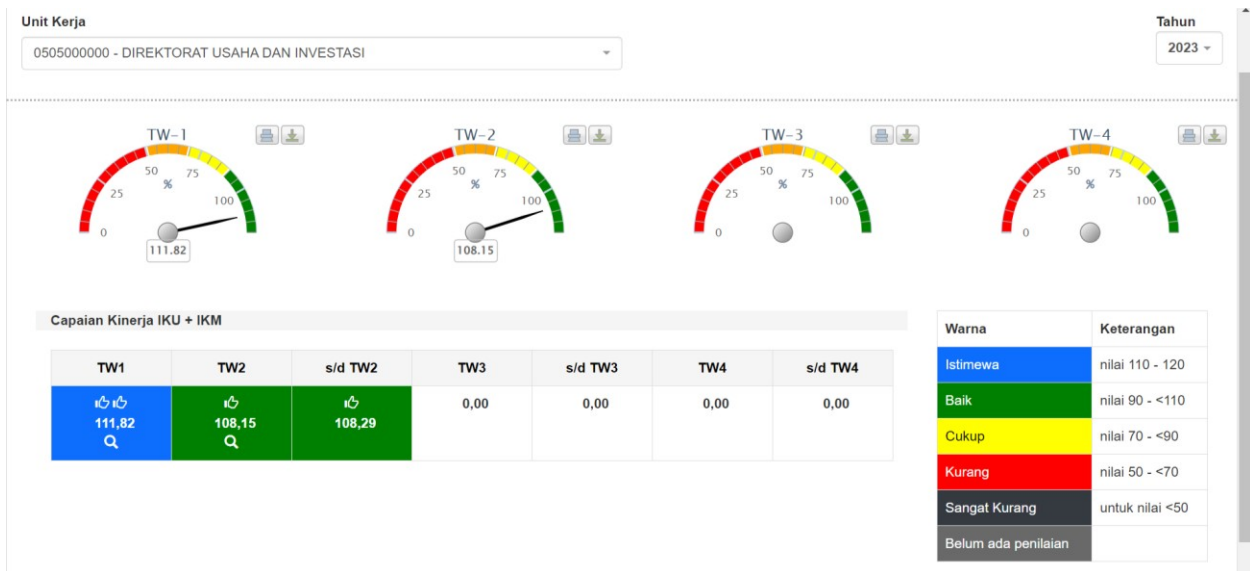 Unit Kerja
Tahun
0505000000 - DIREKTORAT USAHA DAN INVESTASI
2023
TW-1
0
25
50
75
100
%
111.82
TW-2
0
25
50
75
100
%
108.15
TW-3
0
25
50
75
100
%
TW-4
0
25
50
75
100
%
Capaian Kinerja IKU + IKM
TW1 TW2 s/d TW2 TW3 s/d TW3 TW4 s/d TW4
111,82 108,15 108,29 0,00 0,00 0,00 0,00
Warna Keterangan
Istimewa nilai 110 - 120
Baik nilai 90 - <110
Cukup nilai 70 - <90
Kurang nilai 50 - <70
Sangat Kurang untuk nilai <50
Belum ada penilaian